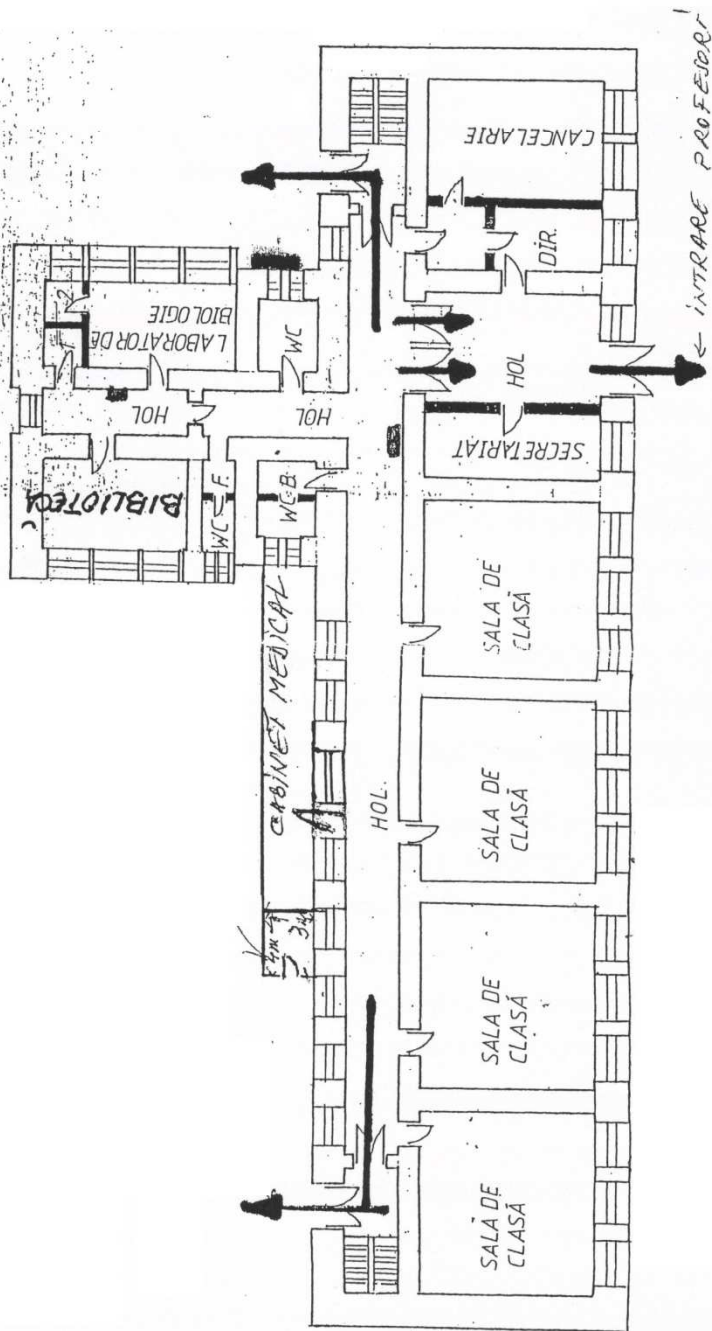 ← INTRARE PROFESORI
CANCELARIE
DIR.
HOL
SECRETARIAT
SALA DE
CLASĂ
SALA DE
CLASĂ
SALA DE
CLASĂ
SALA DE
CLASĂ
HOL.
LABORATOR DE
BIOLOGIE
WC
HOL
HOL
BIBLIOTECA
WC F.
WC B.
CABINET MEDICAL